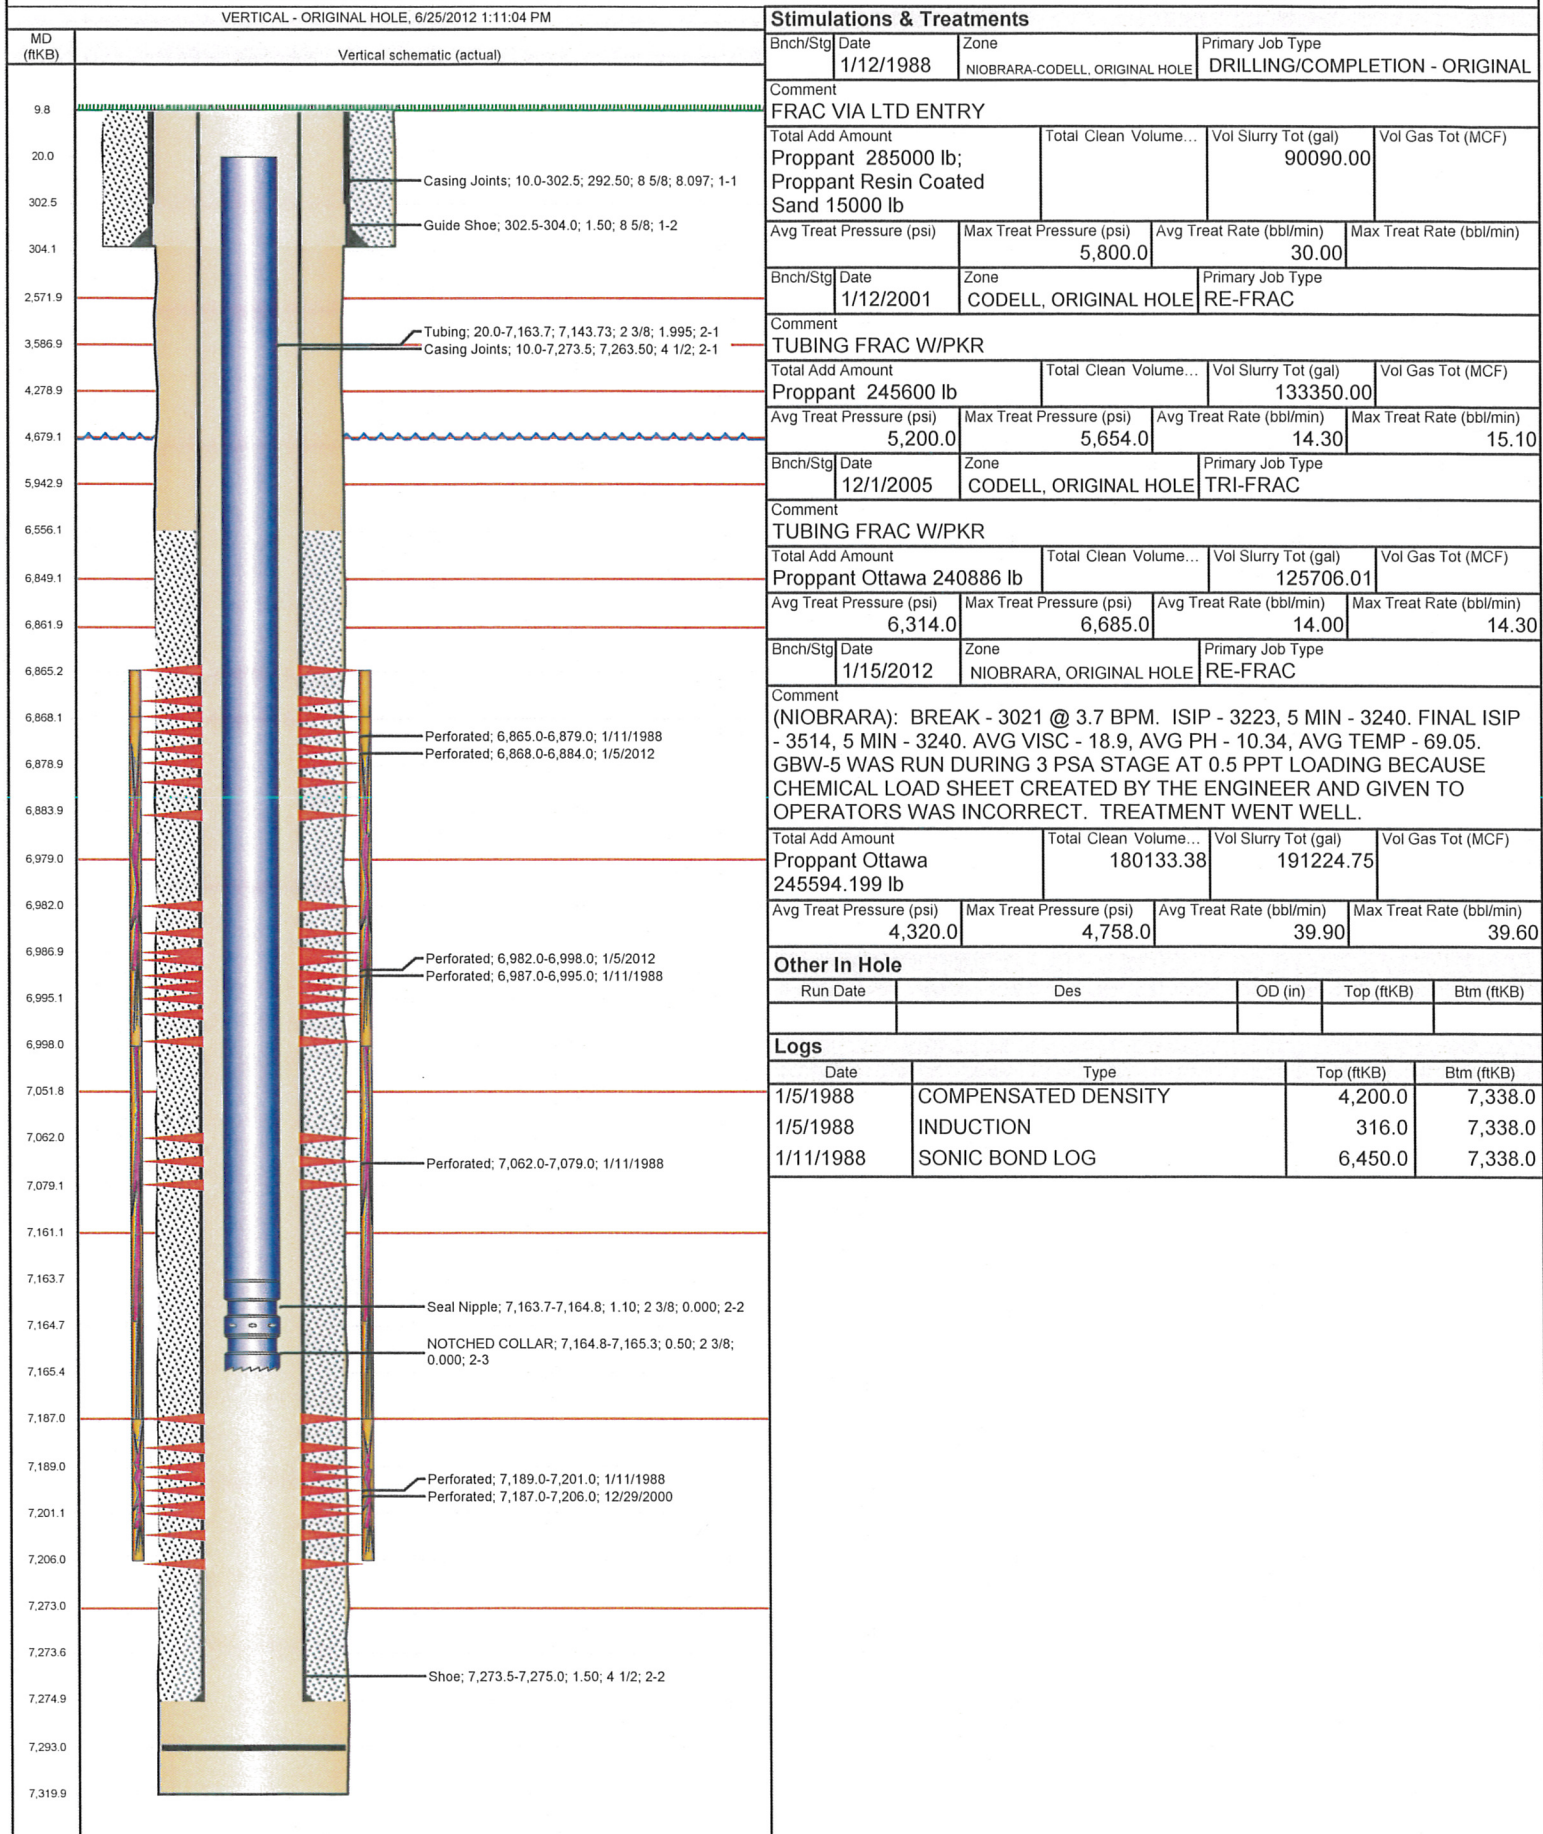 VERTICAL - ORIGINAL HOLE, 6/25/2012 1:11:04 PM
MD
(ftKB)
Vertical schematic (actual)
9.8
20.0
302.5
304.1
2,571.9
3,586.9
4,278.9
4,679.1
5,942.9
6,556.1
6,849.1
6,861.9
6,865.2
6,868.1
6,878.9
6,883.9
6,979.0
6,982.0
6,986.9
6,995.1
6,998.0
7,051.8
7,062.0
7,079.1
7,161.1
7,163.7
7,164.7
7,165.4
7,187.0
7,189.0
7,201.1
7,206.0
7,273.0
7,273.6
7,274.9
7,293.0
7,319.9
Casing Joints; 10.0-302.5; 292.50; 8 5/8; 8.097; 1-1
Guide Shoe; 302.5-304.0; 1.50; 8 5/8; 1-2
Tubing; 20.0-7,163.7; 7,143.73; 2 3/8; 1.995; 2-1
Casing Joints; 10.0-7,273.5; 7,263.50; 4 1/2; 2-1
Perforated; 6,865.0-6,879.0; 1/11/1988
Perforated; 6,868.0-6,884.0; 1/5/2012
Perforated; 6,982.0-6,998.0; 1/5/2012
Perforated; 6,987.0-6,995.0; 1/11/1988
Perforated; 7,062.0-7,079.0; 1/11/1988
Seal Nipple; 7,163.7-7,164.8; 1.10; 2 3/8; 0.000; 2-2
NOTCHED COLLAR; 7,164.8-7,165.3; 0.50; 2 3/8;
0.000; 2-3
Perforated; 7,189.0-7,201.0; 1/11/1988
Perforated; 7,187.0-7,206.0; 12/29/2000
Shoe; 7,273.5-7,275.0; 1.50; 4 1/2; 2-2
Stimulations & Treatments
Bnch/Stg Date Zone Primary Job Type
1/12/1988 NIOBRARA-CODELL, ORIGINAL HOLE DRILLING/COMPLETION - ORIGINAL
Comment
FRAC VIA LTD ENTRY
Total Add Amount Total Clean Volume... Vol Slurry Tot (gal) Vol Gas Tot (MCF)
Proppant 285000 lb; 90090.00
Proppant Resin Coated
Sand 15000 lb
Avg Treat Pressure (psi) Max Treat Pressure (psi) Avg Treat Rate (bbl/min) Max Treat Rate (bbl/min)
5,800.0 30.00
Bnch/Stg Date Zone Primary Job Type
1/12/2001 CODELL, ORIGINAL HOLE RE-FRAC
Comment
TUBING FRAC W/PKR
Total Add Amount Total Clean Volume... Vol Slurry Tot (gal) Vol Gas Tot (MCF)
Proppant 245600 lb 133350.00
Avg Treat Pressure (psi) Max Treat Pressure (psi) Avg Treat Rate (bbl/min) Max Treat Rate (bbl/min)
5,200.0 5,654.0 14.30 15.10
Bnch/Stg Date Zone Primary Job Type
12/1/2005 CODELL, ORIGINAL HOLE TRI-FRAC
Comment
TUBING FRAC W/PKR
Total Add Amount Total Clean Volume... Vol Slurry Tot (gal) Vol Gas Tot (MCF)
Proppant Ottawa 240886 lb 125706.01
Avg Treat Pressure (psi) Max Treat Pressure (psi) Avg Treat Rate (bbl/min) Max Treat Rate (bbl/min)
6,314.0 6,685.0 14.00 14.30
Bnch/Stg Date Zone Primary Job Type
1/15/2012 NIOBRARA, ORIGINAL HOLE RE-FRAC
Comment
(NIOBRARA): BREAK - 3021 @ 3.7 BPM. ISIP - 3223, 5 MIN - 3240. FINAL ISIP
- 3514, 5 MIN - 3240. AVG VISC - 18.9, AVG PH - 10.34, AVG TEMP - 69.05.
GBW-5 WAS RUN DURING 3 PSA STAGE AT 0.5 PPT LOADING BECAUSE
CHEMICAL LOAD SHEET CREATED BY THE ENGINEER AND GIVEN TO
OPERATORS WAS INCORRECT. TREATMENT WENT WELL.
Total Add Amount Total Clean Volume... Vol Slurry Tot (gal) Vol Gas Tot (MCF)
Proppant Ottawa 180133.38 191224.75
245594.199 lb
Avg Treat Pressure (psi) Max Treat Pressure (psi) Avg Treat Rate (bbl/min) Max Treat Rate (bbl/min)
4,320.0 4,758.0 39.90 39.60
Other In Hole
Run Date Des OD (in) Top (ftKB) Btm (ftKB)
Logs
Date Type Top (ftKB) Btm (ftKB)
1/5/1988 COMPENSATED DENSITY 4,200.0 7,338.0
1/5/1988 INDUCTION 316.0 7,338.0
1/11/1988 SONIC BOND LOG 6,450.0 7,338.0